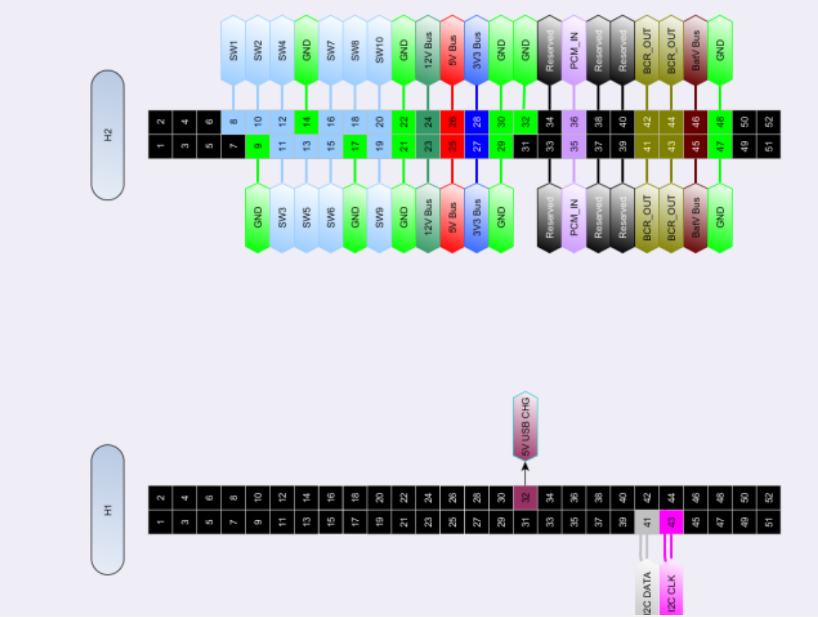 SW1 SW2 SW4 GND SW7 SW8 SW10 GND 12V Bus 5V Bus 3V3 Bus GND GND Reserved PCM_IN Reserved Reserved BCR_OUT BCR_OUT BatV Bus GND
H2
2 4 6 8 10 12 14 16 18 20 22 24 26 28 30 32 34 36 38 40 42 44 46 48 50 52
1 3 5 7 9 11 13 15 17 19 21 23 25 27 29 31 33 35 37 39 41 43 45 47 49 51
GND SW3 SW5 SW6 GND SW9 GND 12V Bus 5V Bus 3V3 Bus GND Reserved PCM_IN Reserved Reserved BCR_OUT BCR_OUT BatV Bus GND
5V USB CHG
H1
2 4 6 8 10 12 14 16 18 20 22 24 26 28 30 32 34 36 38 40 42 44 46 48 50 52
1 3 5 7 9 11 13 15 17 19 21 23 25 27 29 31 33 35 37 39 41 43 45 47 49 51
I2C DATA I2C CLK